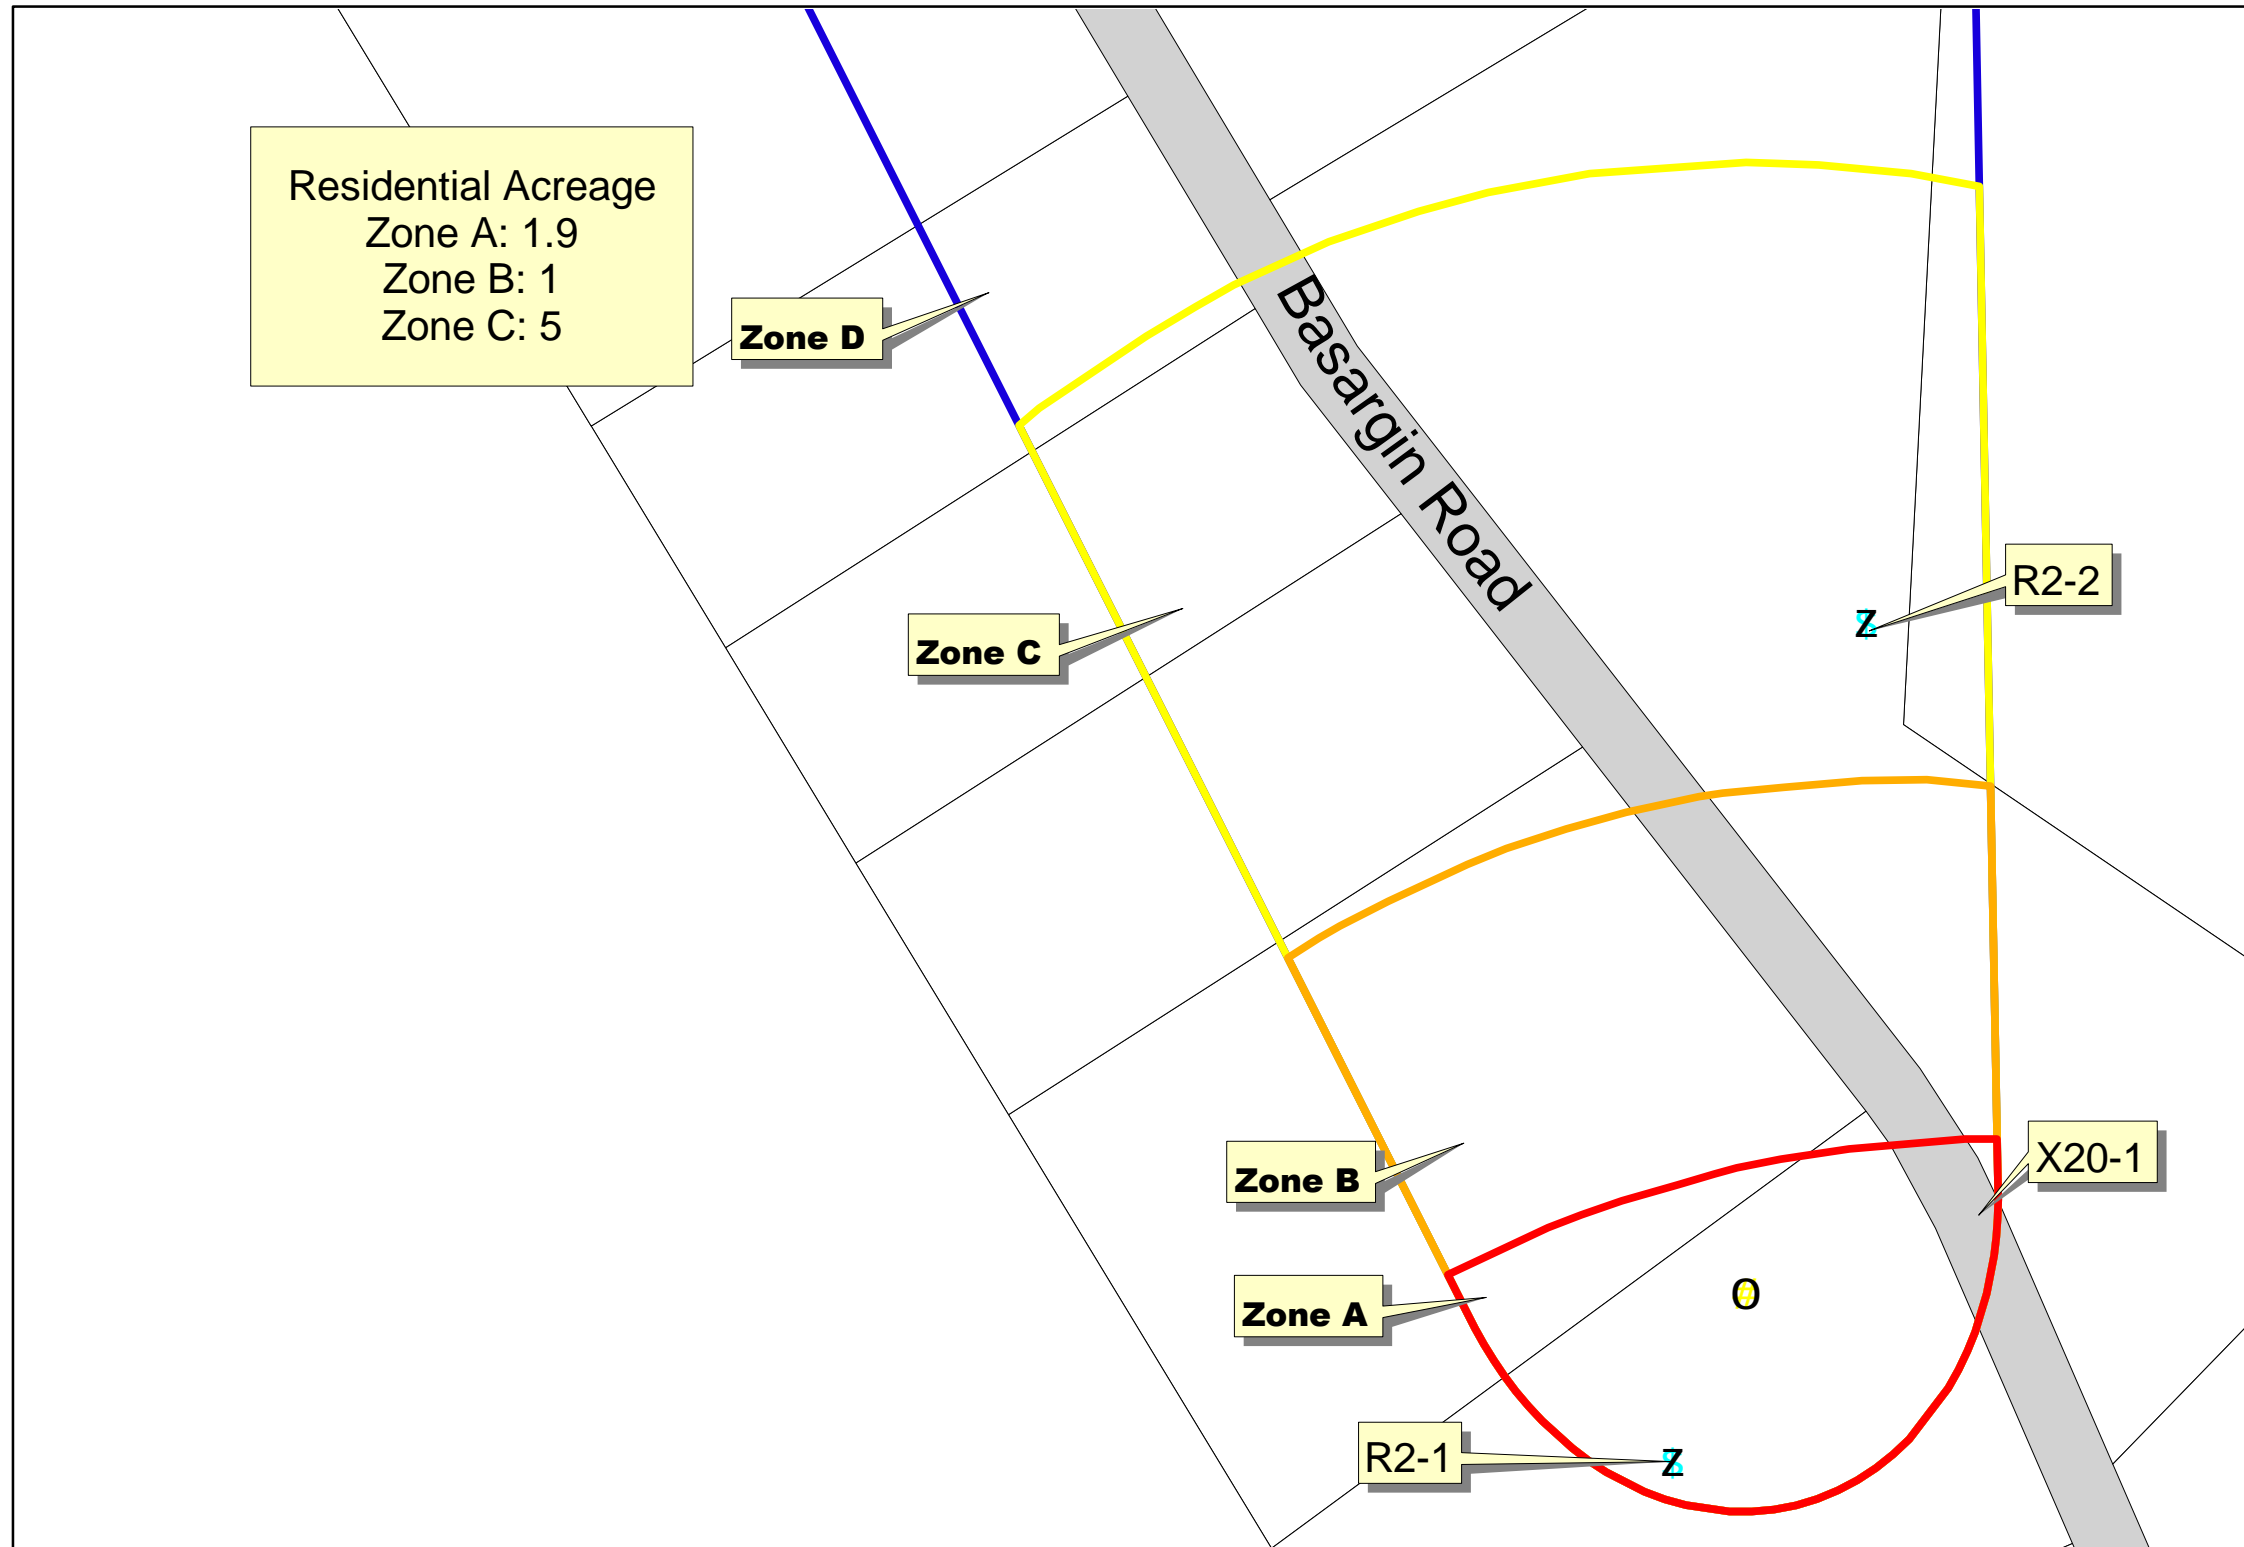 Residential Acreage
Zone A: 1.9
Zone B: 1
Zone C: 5
Zone D
Basargin Road
R2-2
Z
Zone C
Zone B
X20-1
Zone A
O
R2-1
Z